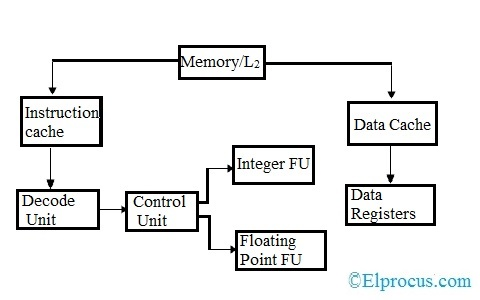 Memory/L₂
Instruction
cache
Data Cache
Integer FU
Decode
Unit
Control
Unit
Data
Registers
Floating
Point FU
©Elprocus.com